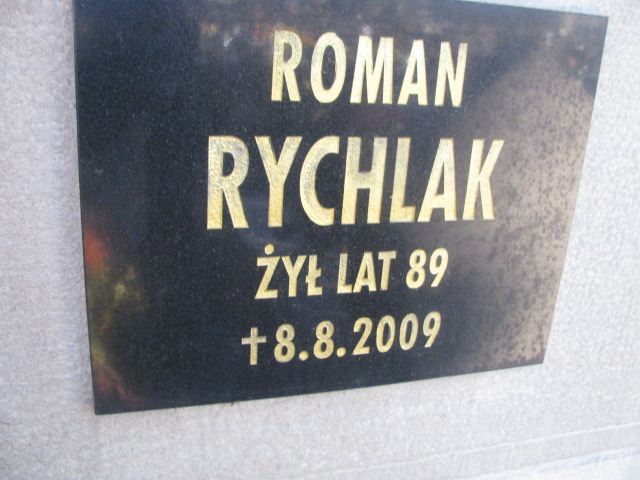 ROMAN
RYCHLAK
ŻYŁ LAT 89
✝8.8.2009